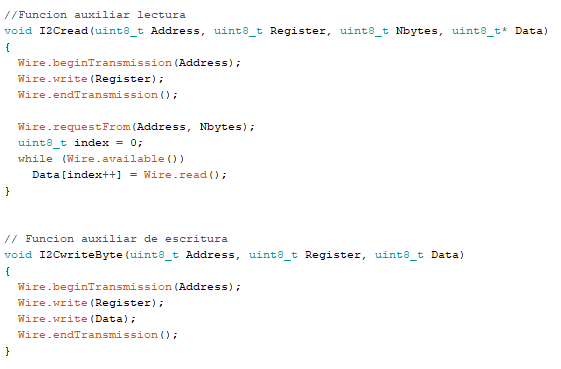 //Funcion auxiliar lectura
void I2Cread(uint8_t Address, uint8_t Register, uint8_t Nbytes, uint8_t* Data)
{
  Wire.beginTransmission(Address);
  Wire.write(Register);
  Wire.endTransmission();

  Wire.requestFrom(Address, Nbytes);
  uint8_t index = 0;
  while (Wire.available())
    Data[index++] = Wire.read();
}


// Funcion auxiliar de escritura
void I2CwriteByte(uint8_t Address, uint8_t Register, uint8_t Data)
{
  Wire.beginTransmission(Address);
  Wire.write(Register);
  Wire.write(Data);
  Wire.endTransmission();
}